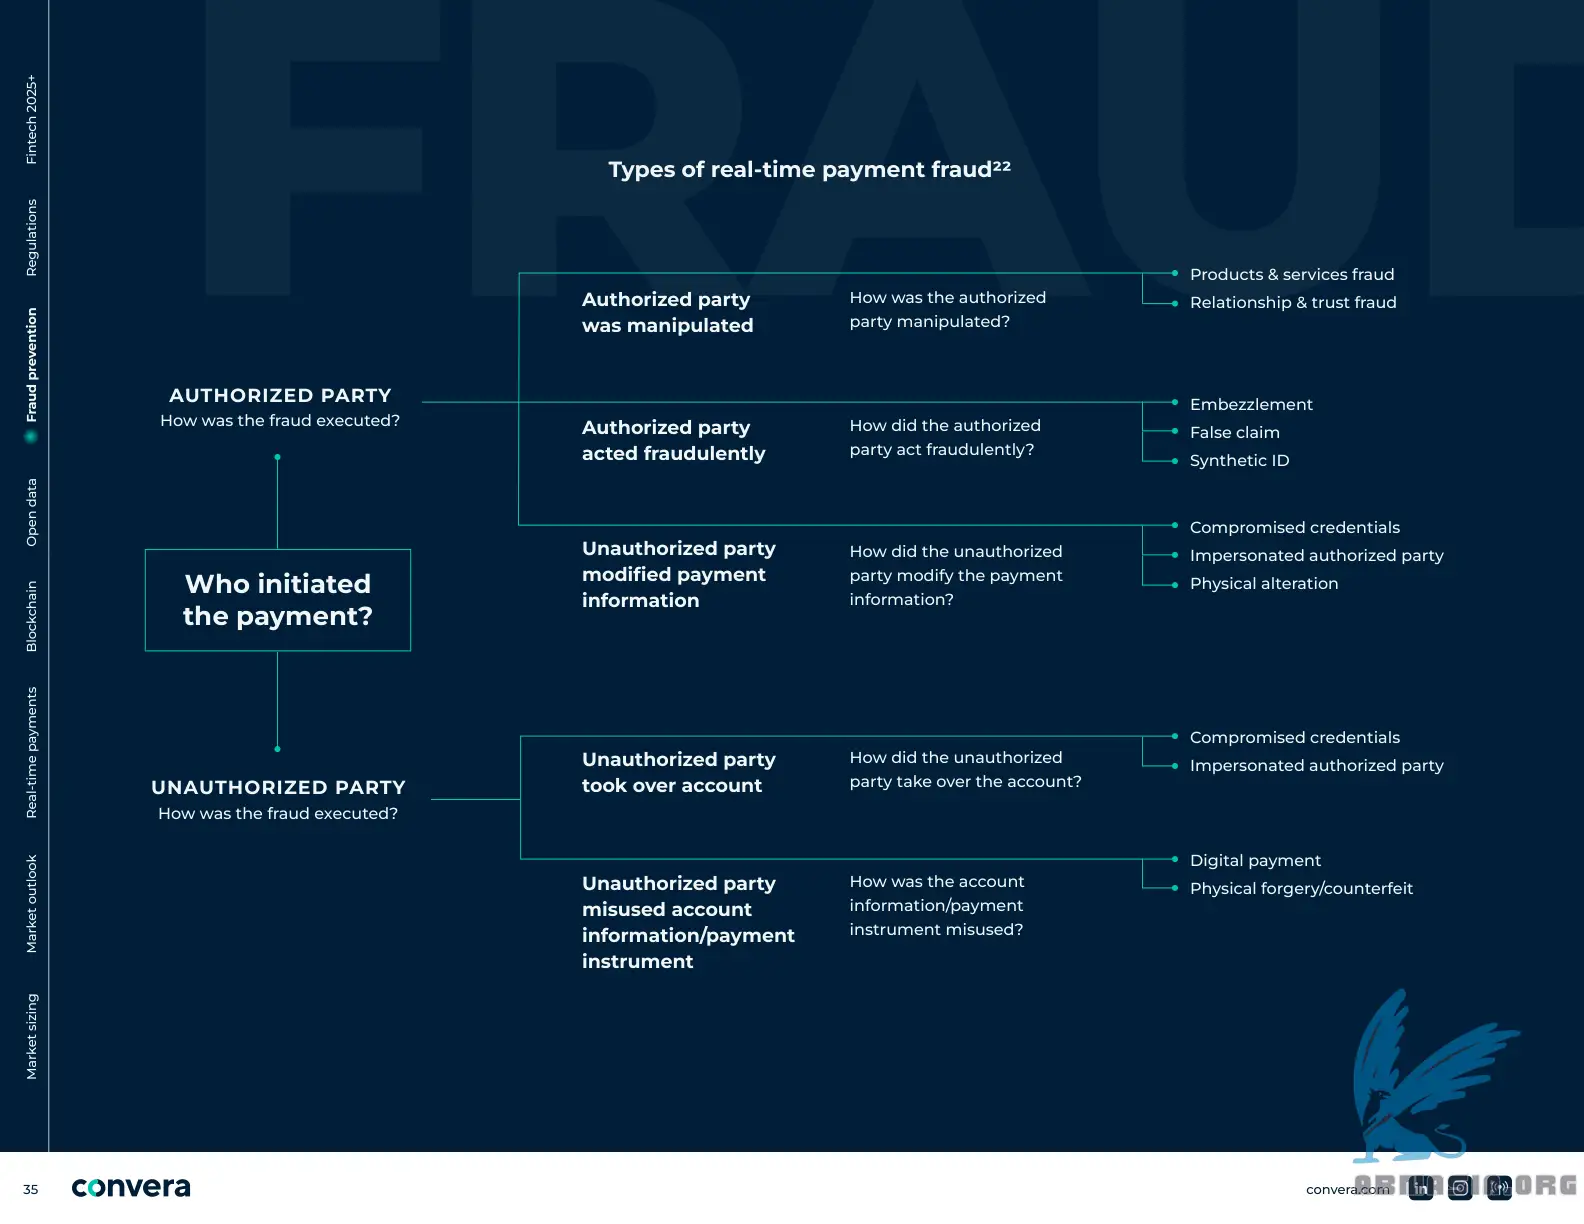 FRAUD
Fintech 2025+
Regulations
Fraud prevention
Open data
Blockchain
Real-time payments
Market outlook
Market sizing
Types of real-time payment fraud²²
Who initiated
the payment?
AUTHORIZED PARTY
How was the fraud executed?
Authorized party
was manipulated
How was the authorized
party manipulated?
Products & services fraud
Relationship & trust fraud
Authorized party
acted fraudulently
How did the authorized
party act fraudulently?
Embezzlement
False claim
Synthetic ID
Unauthorized party
modified payment
information
How did the unauthorized
party modify the payment
information?
Compromised credentials
Impersonated authorized party
Physical alteration
UNAUTHORIZED PARTY
How was the fraud executed?
Unauthorized party
took over account
How did the unauthorized
party take over the account?
Compromised credentials
Impersonated authorized party
Unauthorized party
misused account
information/payment
instrument
How was the account
information/payment
instrument misused?
Digital payment
Physical forgery/counterfeit
35
convera
convera.com
in